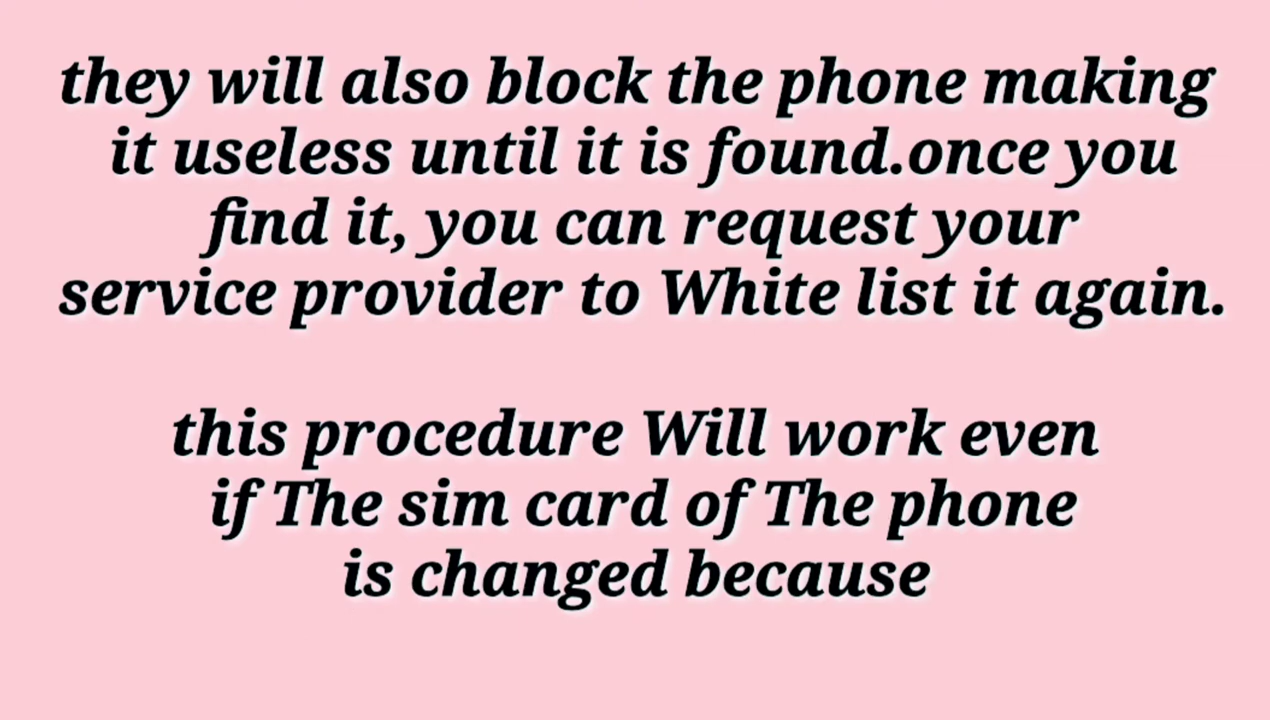 they will also block the phone making
it useless until it is found.once you
find it, you can request your
service provider to White list it again.
this procedure Will work even
if The sim card of The phone
is changed because